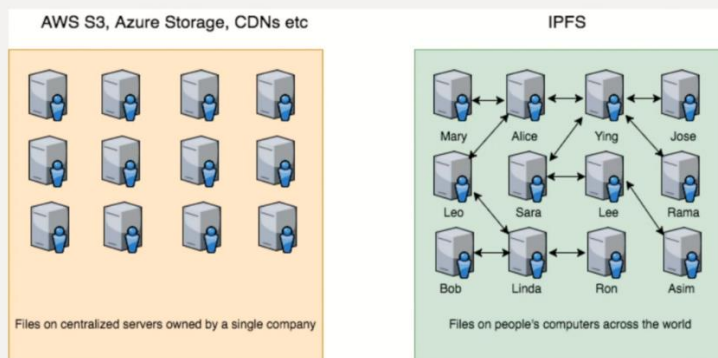 AWS S3, Azure Storage, CDNs etc
IPFS
Mary Alice Ying Jose
Leo Sara Lee Rama
Bob Linda Ron Asim
Files on centralized servers owned by a single company
Files on people's computers across the world